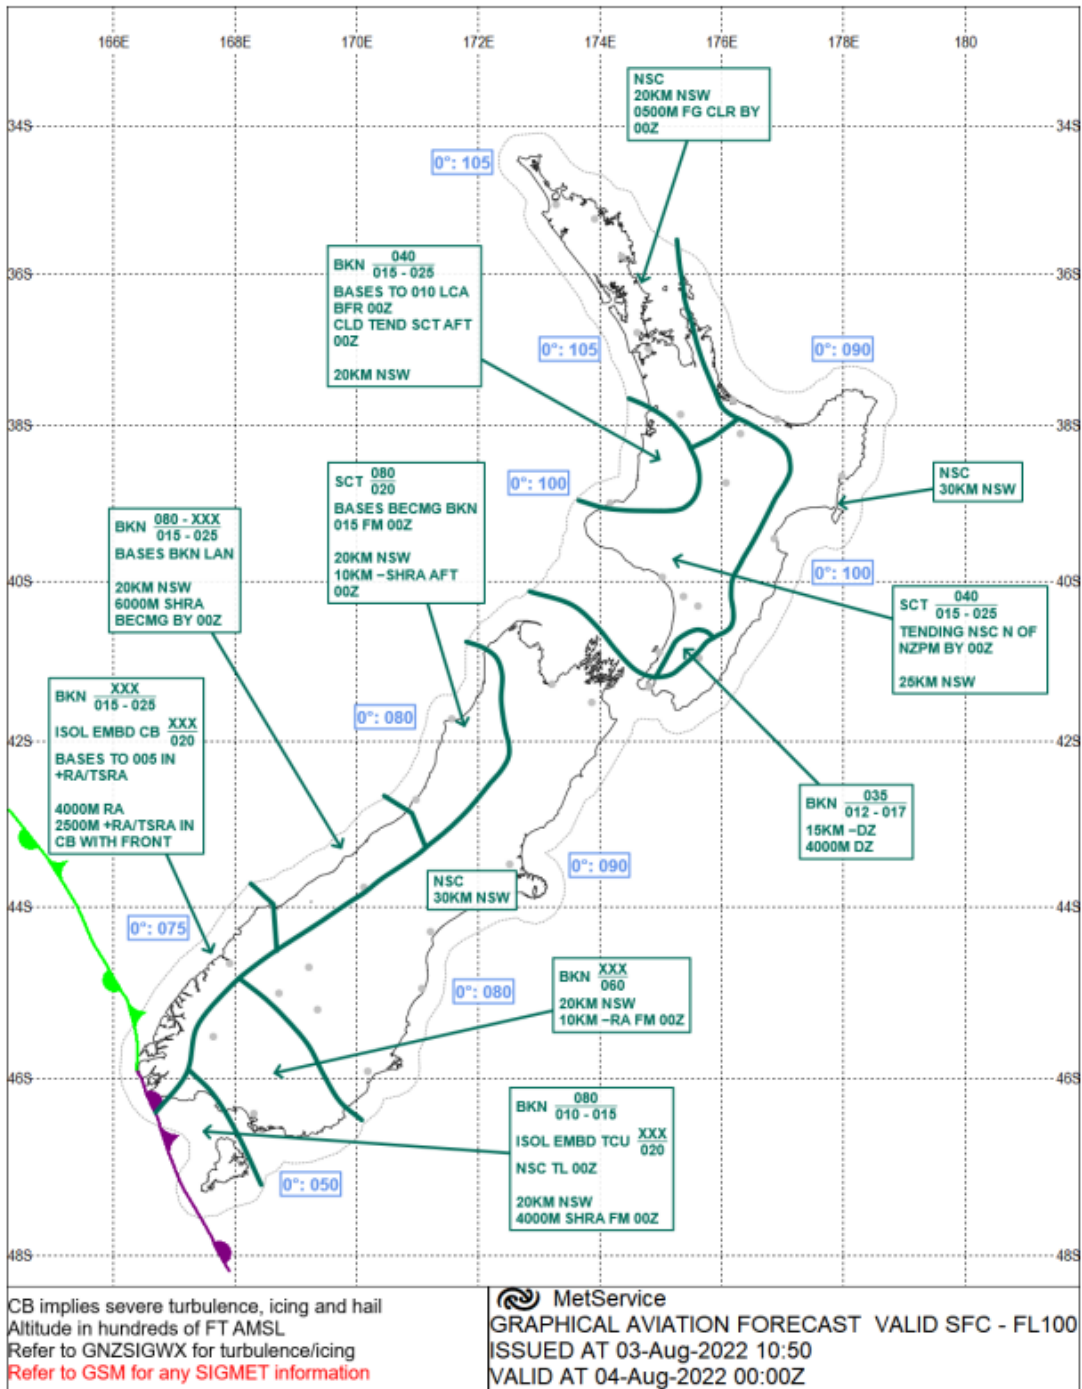 166E 168E 170E 172E 174E 176E 178E 180
NSC
20KM NSW
0500M FG CLR BY
00Z
34S 34S
0°: 105
BKN 040
015 - 025
BASES TO 010 LCA
BFR 00Z
CLD TEND SCT AFT
00Z
20KM NSW
36S 36S
0°: 105
0°: 090
38S 38S
SCT 080
020
BASES BECMG BKN
015 FM 00Z
20KM NSW
10KM –SHRA AFT
00Z
0°: 100
NSC
30KM NSW
BKN 080 - XXX
015 - 025
BASES BKN LAN
20KM NSW
6000M SHRA
BECMG BY 00Z
40S 40S
0°: 100
SCT 040
015 - 025
TENDING NSC N OF
NZPM BY 00Z
25KM NSW
BKN XXX
015 - 025
ISOL EMBD CB XXX
020
BASES TO 005 IN
+RA/TSRA
4000M RA
2500M +RA/TSRA IN
CB WITH FRONT
0°: 080
42S 42S
BKN 035
012 - 017
15KM –DZ
4000M DZ
0°: 090
NSC
30KM NSW
44S 44S
0°: 075
BKN XXX
060
20KM NSW
10KM –RA FM 00Z
0°: 080
46S 46S
BKN 080
010 - 015
ISOL EMBD TCU XXX
020
NSC TL 00Z
20KM NSW
4000M SHRA FM 00Z
0°: 050
48S 48S
CB implies severe turbulence, icing and hail
Altitude in hundreds of FT AMSL
Refer to GNZSIGWX for turbulence/icing
Refer to GSM for any SIGMET information
MetService
GRAPHICAL AVIATION FORECAST VALID SFC - FL100
ISSUED AT 03-Aug-2022 10:50
VALID AT 04-Aug-2022 00:00Z